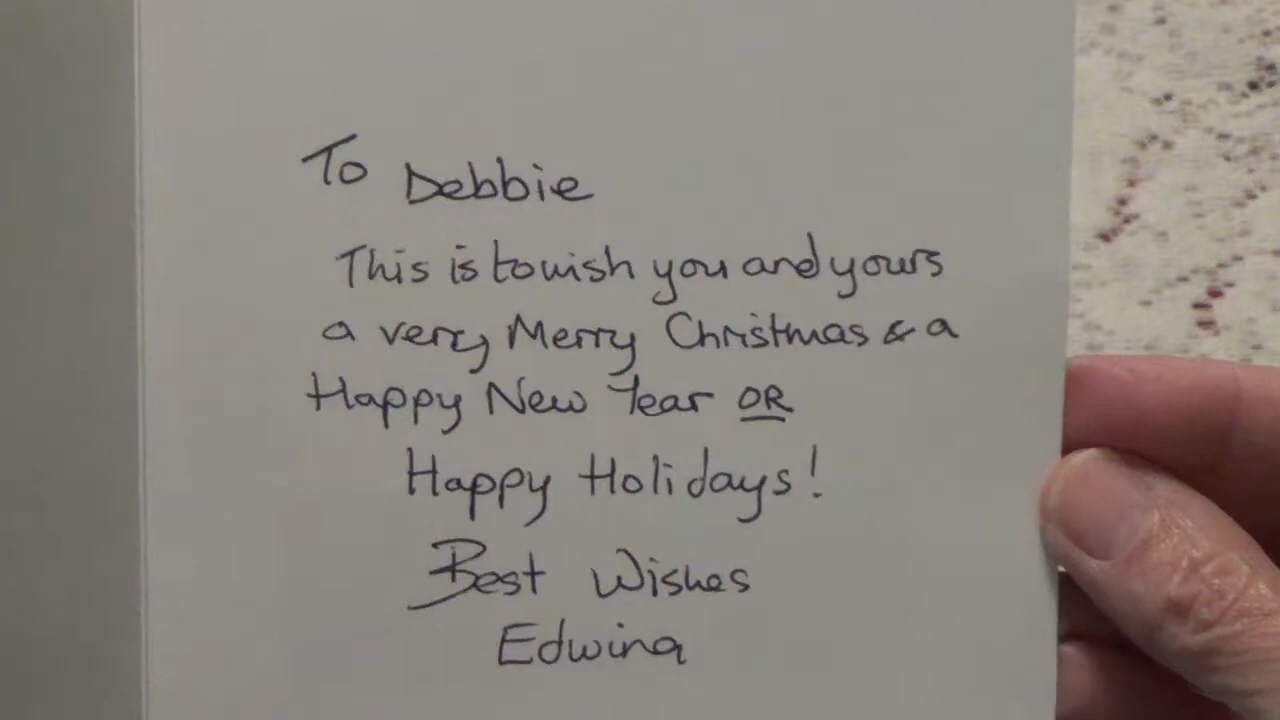 To Debbie
This is to wish you and yours
a very Merry Christmas & a
Happy New Year OR
Happy Holidays!
Best Wishes
Edwina